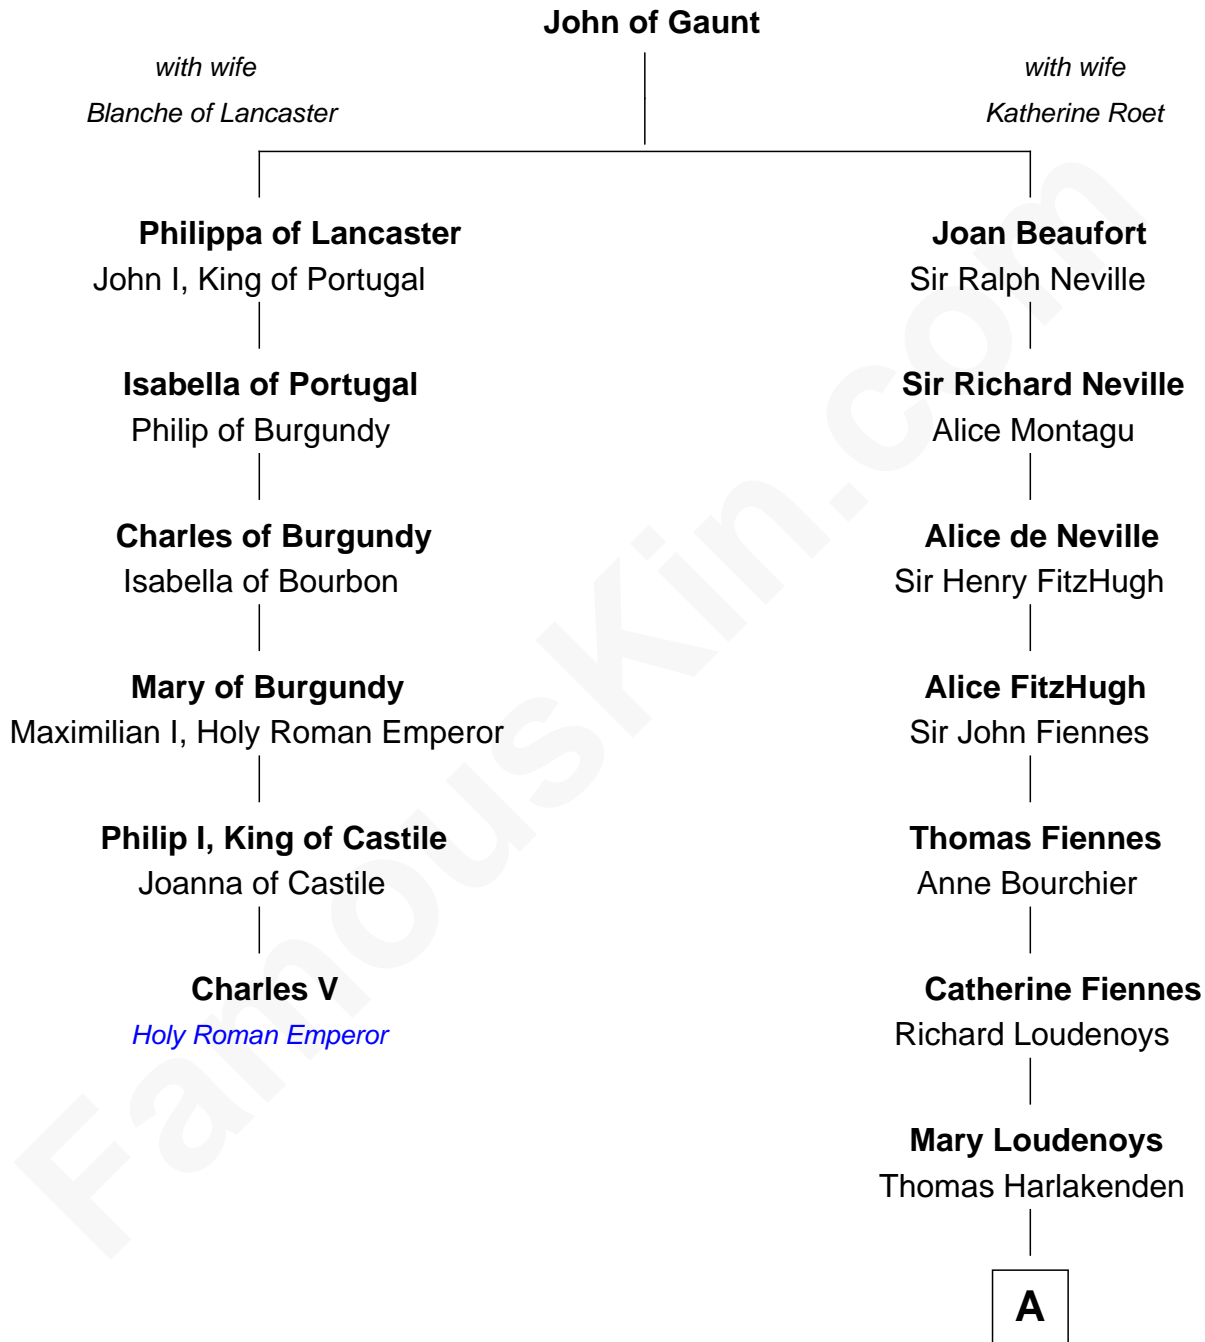 John of Gaunt
with wife
Blanche of Lancaster
with wife
Katherine Roet
Philippa of Lancaster
John I, King of Portugal
Joan Beaufort
Sir Ralph Neville
Isabella of Portugal
Philip of Burgundy
Sir Richard Neville
Alice Montagu
Charles of Burgundy
Isabella of Bourbon
Alice de Neville
Sir Henry FitzHugh
Mary of Burgundy
Maximilian I, Holy Roman Emperor
Alice FitzHugh
Sir John Fiennes
Philip I, King of Castile
Joanna of Castile
Thomas Fiennes
Anne Bourchier
Charles V
Holy Roman Emperor
Catherine Fiennes
Richard Loudenoys
Mary Loudenoys
Thomas Harlakenden
A
FamousKin.com